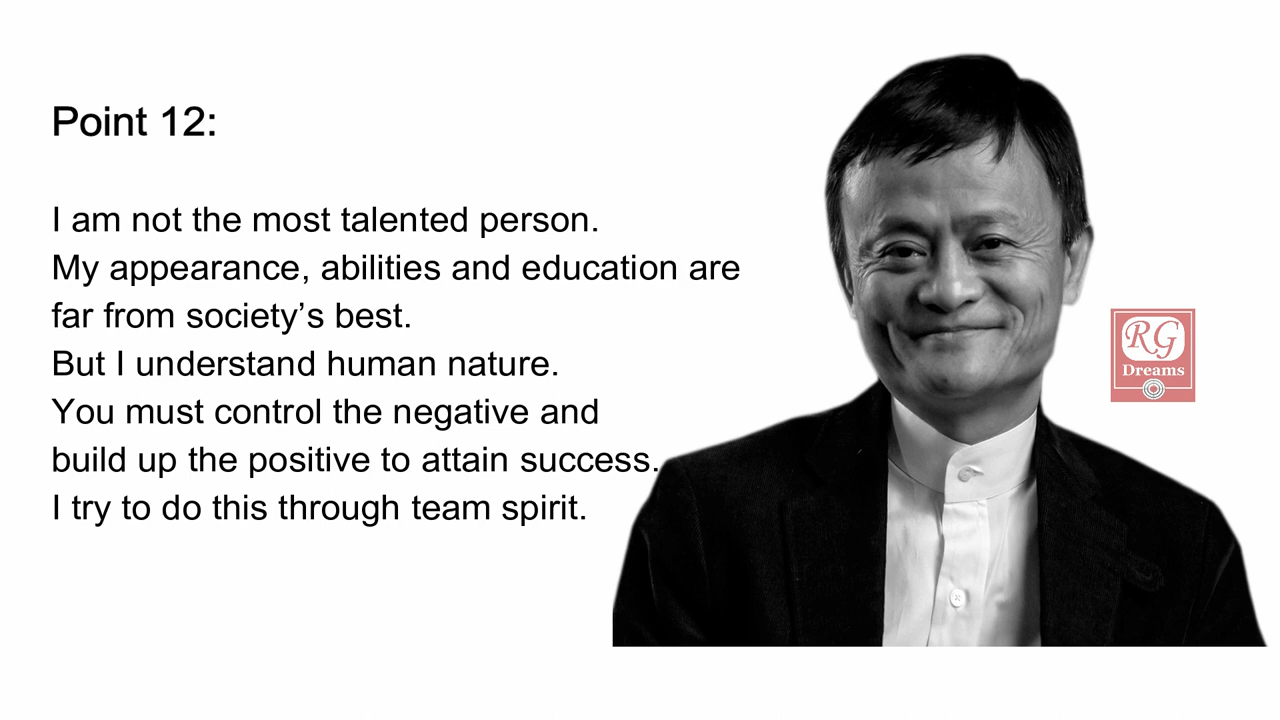 Point 12:
I am not the most talented person.
My appearance, abilities and education are
far from society’s best.
But I understand human nature.
You must control the negative and
build up the positive to attain success.
I try to do this through team spirit.
RG
Dreams